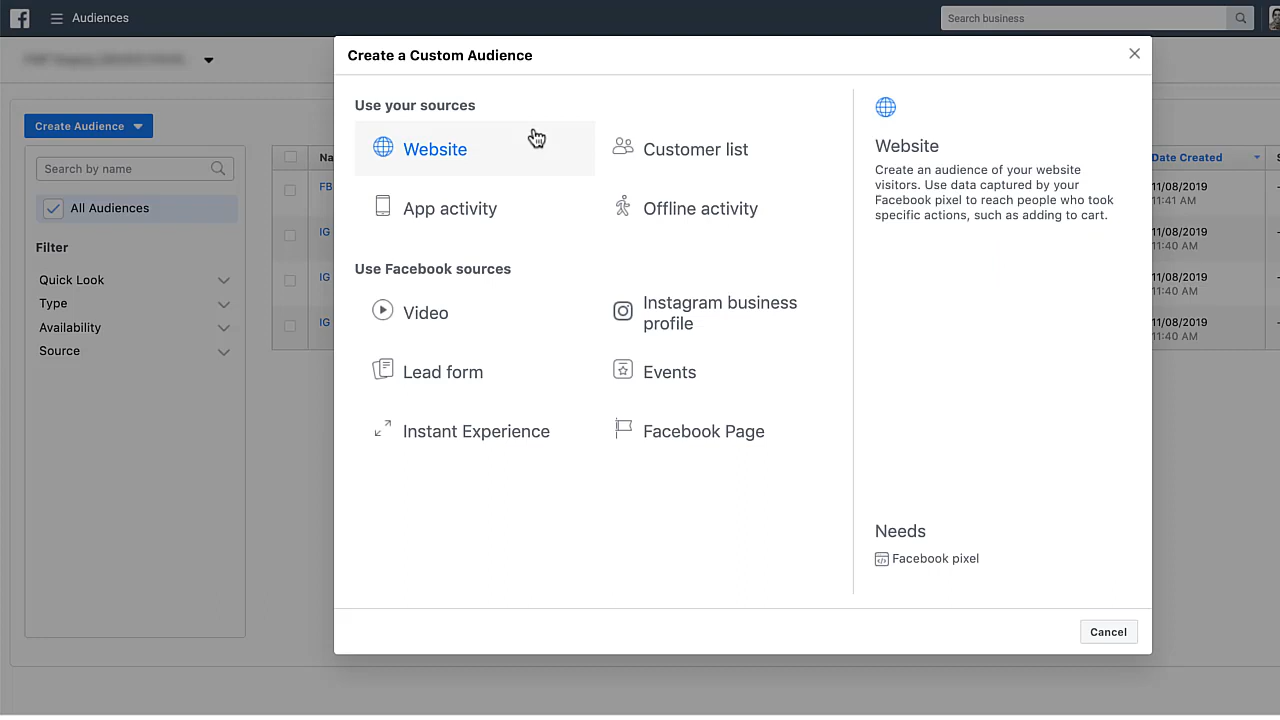 Audiences
Search business
Create a Custom Audience
Create Audience
Search by name
All Audiences
Filter
Quick Look
Type
Availability
Source
Na
FB
IG
IG
IG
Use your sources
Website
Customer list
App activity
Offline activity
Use Facebook sources
Video
Instagram business
profile
Lead form
Events
Instant Experience
Facebook Page
Website
Create an audience of your website
visitors. Use data captured by your
Facebook pixel to reach people who took
specific actions, such as adding to cart.
Needs
Facebook pixel
Cancel
Date Created
11/08/2019
11:41 AM
11/08/2019
11:40 AM
11/08/2019
11:40 AM
11/08/2019
11:40 AM